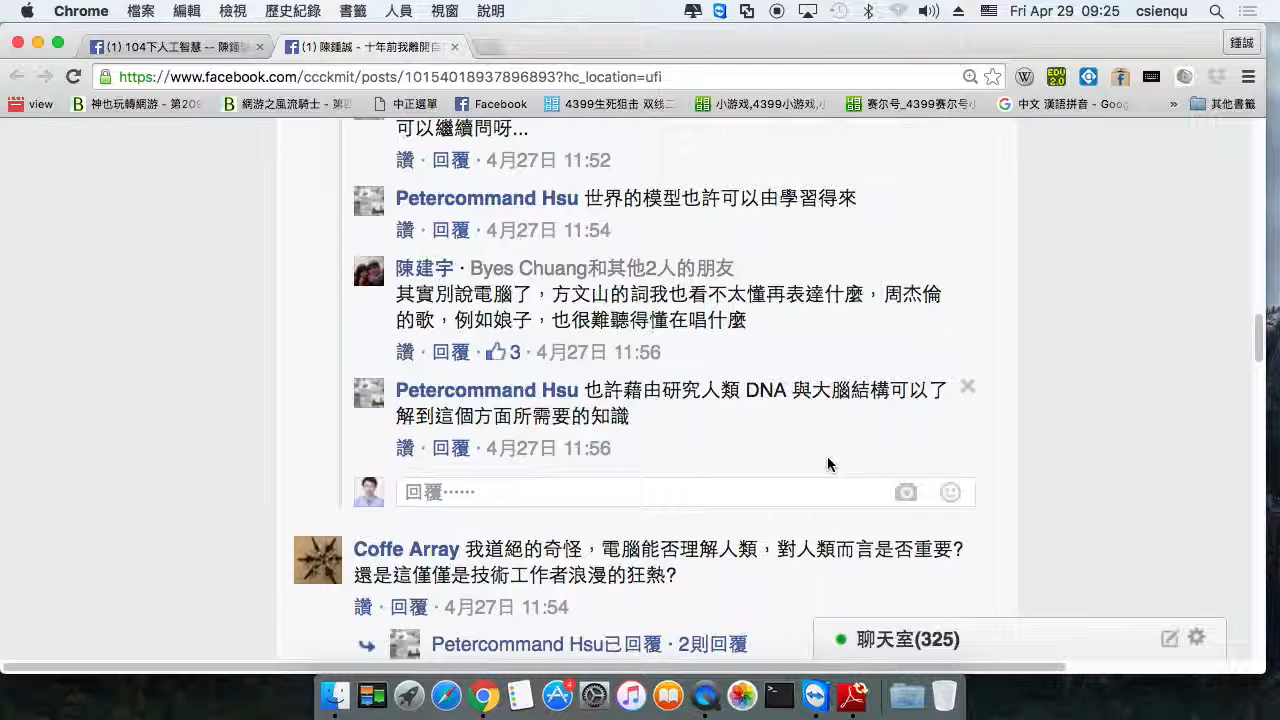 Chrome 檔案 編輯 檢視 歷史紀錄 書籤 人員 視窗 說明 Fri Apr 29 09:25 csienqu
(1) 104下人工智慧 -- 陳鍾 (1) 陳鍾誠 - 十年前我離開自 鍾誠
https://www.facebook.com/ccckmit/posts/10154018937896893?hc_location=ufi
view 神也玩轉網游 - 第20 網游之風流騎士 - 第四 中正選單 Facebook 4399生死狙击 双线二 小游戏,4399小游戏, 赛尔号_4399赛尔号 中文 漢語拼音 - Goog » 其他書籤
可以繼續問呀...
讚 · 回覆 · 4月27日 11:52
Petercommand Hsu 世界的模型也許可以由學習得來
讚 · 回覆 · 4月27日 11:54
陳建宇 · Byes Chuang和其他2人的朋友
其實別說電腦了，方文山的詞我也看不太懂再表達什麼，周杰倫
的歌，例如娘子，也很難聽得懂在唱什麼
讚 · 回覆 · 3 · 4月27日 11:56
Petercommand Hsu 也許藉由研究人類 DNA 與大腦結構可以了
解到這個方面所需要的知識
讚 · 回覆 · 4月27日 11:56
回覆······
Coffe Array 我道絕的奇怪，電腦能否理解人類，對人類而言是否重要?
還是這僅僅是技術工作者浪漫的狂熱?
讚 · 回覆 · 4月27日 11:54
Petercommand Hsu已回覆 · 2則回覆
聊天室(325)